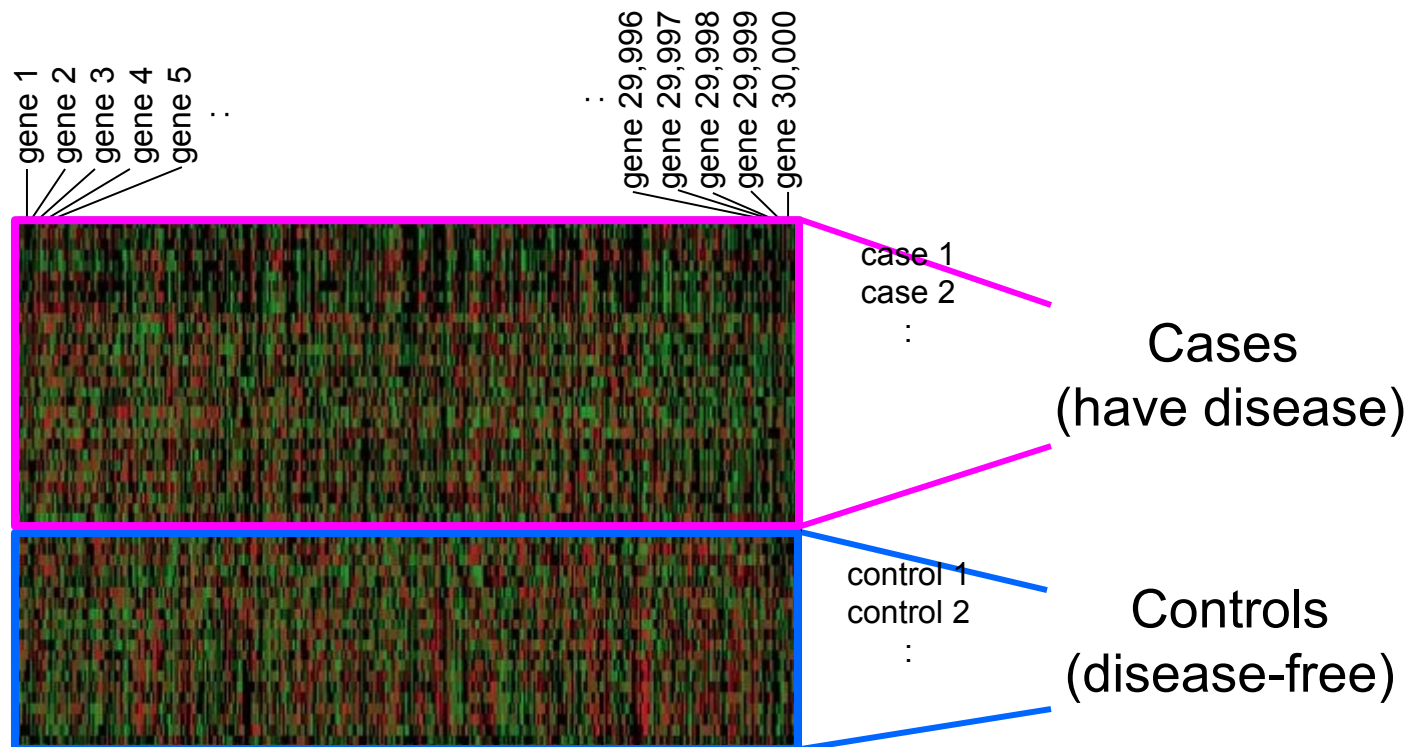 gene 1
gene 2
gene 3
gene 4
gene 5
. .
. .
gene 29,996
gene 29,997
gene 29,998
gene 29,999
gene 30,000
case 1
case 2
:
Cases
(have disease)
control 1
control 2
:
Controls
(disease-free)